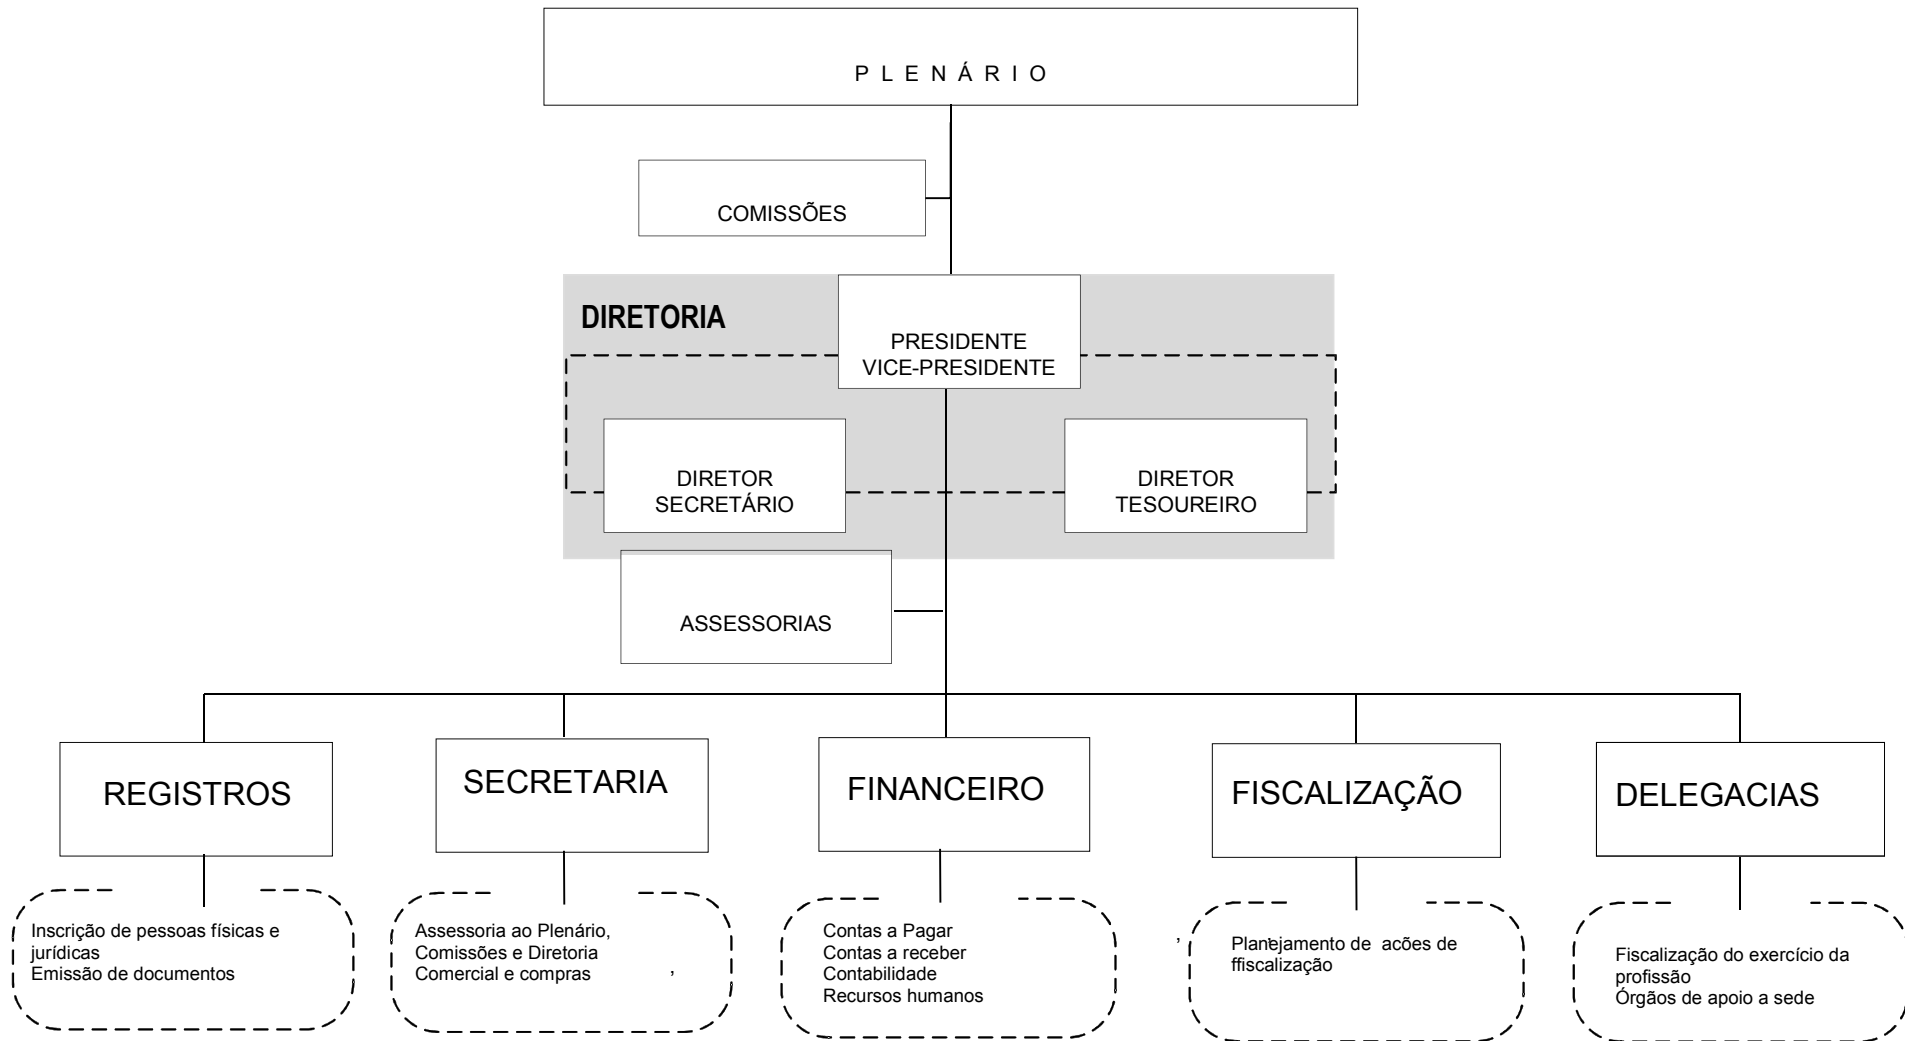 P L E N Á R I O
COMISSÕES
DIRETORIA
PRESIDENTE
VICE-PRESIDENTE
DIRETOR
SECRETÁRIO
DIRETOR
TESOUREIRO
ASSESSORIAS
REGISTROS
SECRETARIA
FINANCEIRO
FISCALIZAÇÃO
DELEGACIAS
Inscrição de pessoas físicas e
jurídicas
Emissão de documentos
Assessoria ao Plenário,
Comissões e Diretoria
Comercial e compras ,
Contas a Pagar
Contas a receber
Contabilidade
Recursos humanos
, Planejamento de acões de
ffiscalização
Fiscalização do exercício da
profissão
Órgãos de apoio a sede